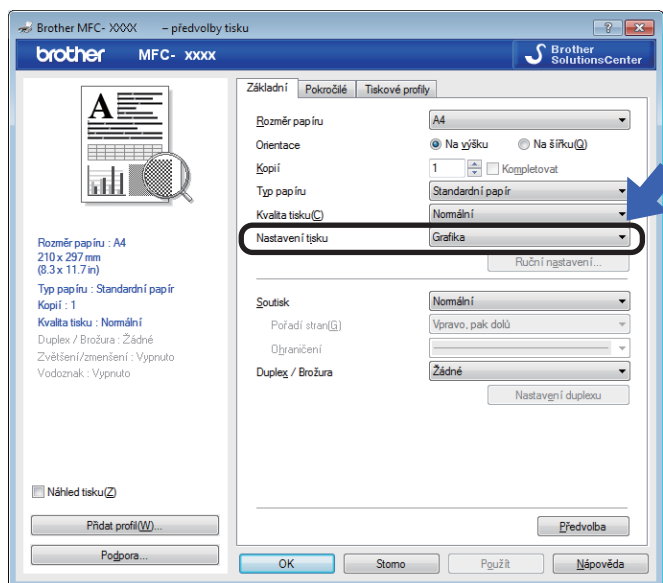 Brother MFC- XXXX – předvolby tisku
brother MFC- xxxx
Brother
SolutionsCenter
A
Rozměr papíru : A4
210 x 297 mm
(8.3 x 11.7 in)
Typ papíru : Standardní papír
Kopií : 1
Kvalita tisku : Normální
Duplex / Brožura : Žádné
Zvětšení/zmenšení : Vypnuto
Vodoznak : Vypnuto
Náhled tisku(Z)
Přidat profil(W)...
Podpora...
Základní Pokročilé Tiskové profily
Rozměr papíru A4
Orientace Na výšku Na šířku(Q)
Kopií 1 Kompletovat
Typ papíru Standardní papír
Kvalita tisku(C) Normální
Nastavení tisku Grafika
Ruční nastavení...
Soutisk Normální
Pořadí stran(G) Vpravo, pak dolů
Ohraničení
Duplex / Brožura Žádné
Nastavení duplexu
Předvolba
OK Storno Použít Nápověda